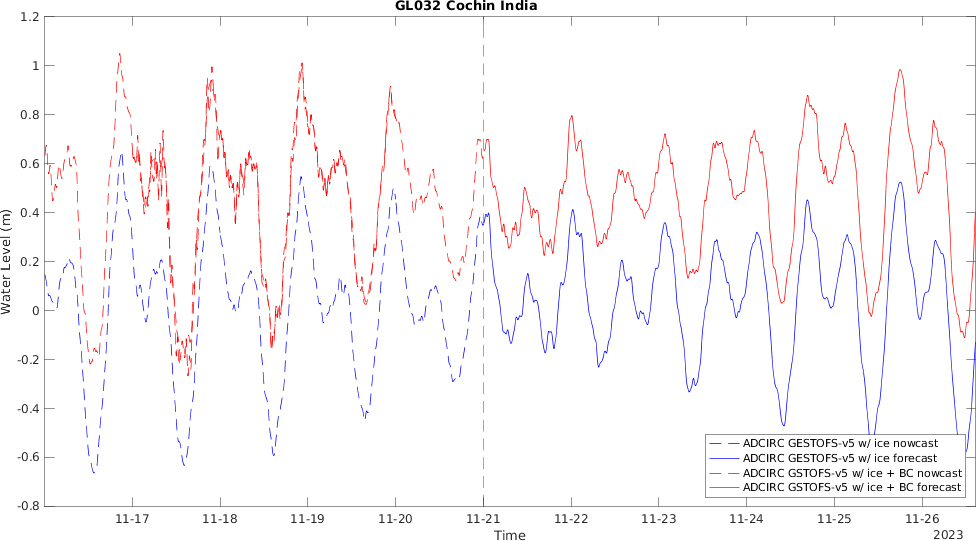 GL032 Cochin India
Water Level (m)
1.2
1
0.8
0.6
0.4
0.2
0
-0.2
-0.4
-0.6
-0.8
ADCIRC GESTOFS-v5 w/ ice nowcast
ADCIRC GESTOFS-v5 w/ ice forecast
ADCIRC GSTOFS-v5 w/ ice + BC nowcast
ADCIRC GSTOFS-v5 w/ ice + BC forecast
11-17 11-18 11-19 11-20 11-21 11-22 11-23 11-24 11-25 11-26
Time
2023